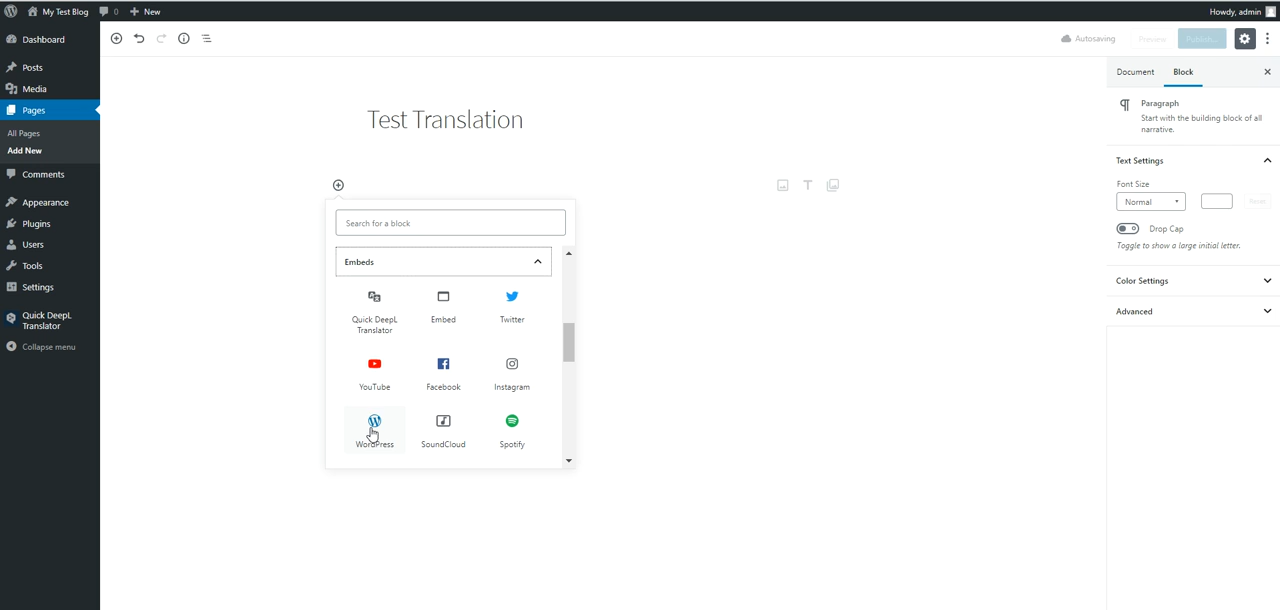 My Test Blog 0 New Howdy, admin
Dashboard
Posts
Media
Pages
All Pages
Add New
Comments
Appearance
Plugins
Users
Tools
Settings
Quick DeepL
Translator
Collapse menu
Autosaving Preview Publish...
Test Translation
Search for a block
Embeds
Quick DeepL
Translator
Embed
Twitter
YouTube
Facebook
Instagram
WordPress
SoundCloud
Spotify
Document Block
Paragraph
Start with the building block of all
narrative.
Text Settings
Font Size
Normal Reset
Drop Cap
Toggle to show a large initial letter.
Color Settings
Advanced